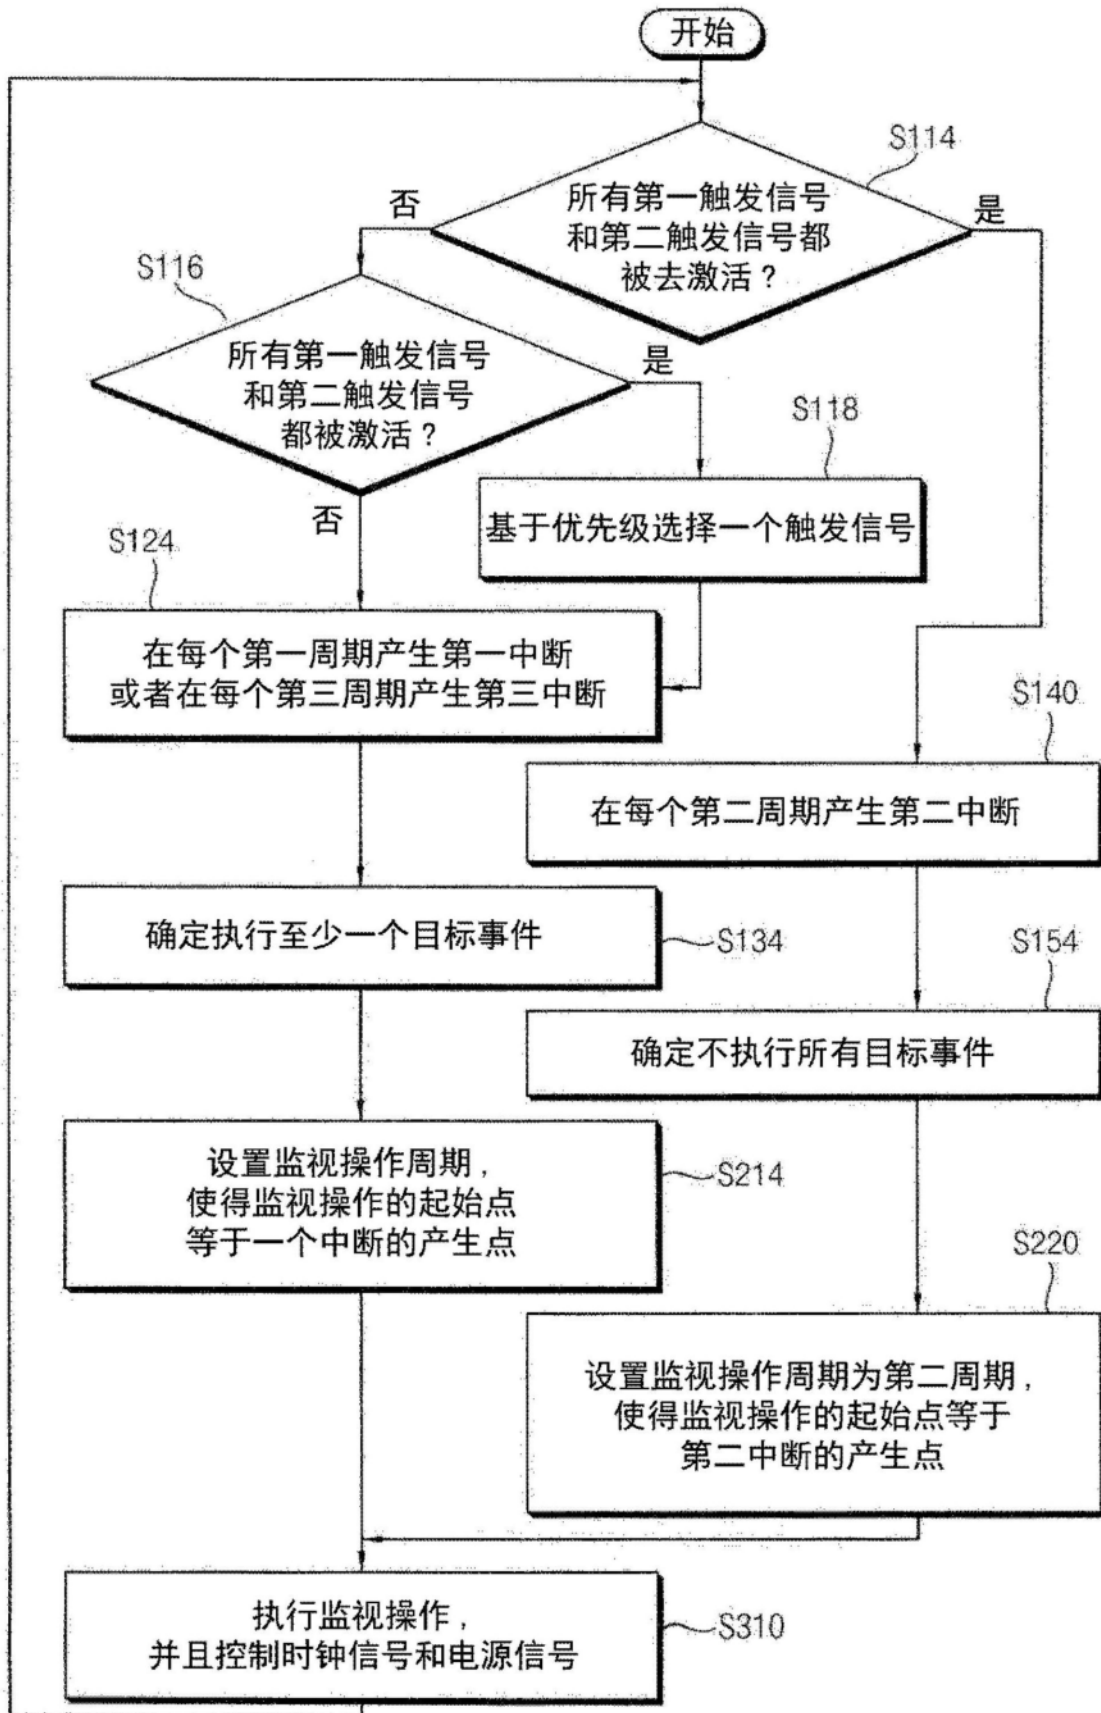 开始
S114
所有第一触发信号
和第二触发信号都
被去激活？
否
是
S116
所有第一触发信号
和第二触发信号
都被激活？
是
否
S118
基于优先级选择一个触发信号
S124
在每个第一周期产生第一中断
或者在每个第三周期产生第三中断
S140
在每个第二周期产生第二中断
确定执行至少一个目标事件
S134
S154
确定不执行所有目标事件
设置监视操作周期，
使得监视操作的起始点
等于一个中断的产生点
S214
S220
设置监视操作周期为第二周期，
使得监视操作的起始点等于
第二中断的产生点
执行监视操作，
并且控制时钟信号和电源信号
S310